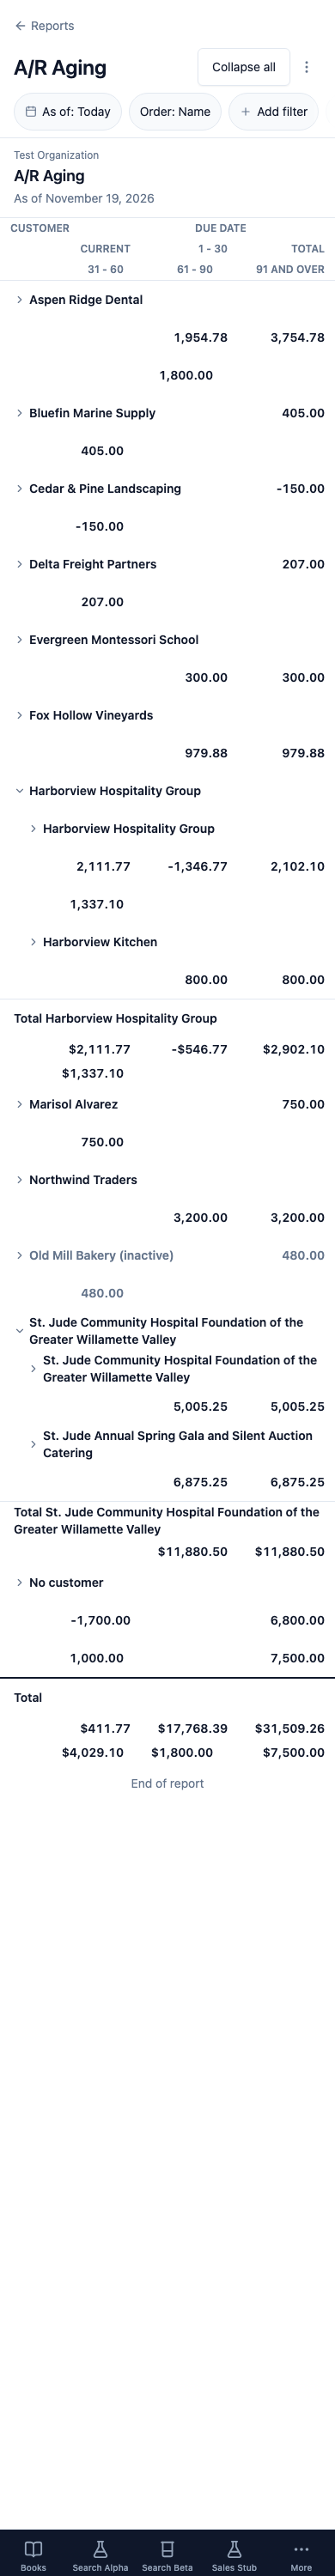 Reports
A/R Aging
Collapse all
As of: Today
Order: Name
Add filter
Test Organization
A/R Aging
As of November 19, 2026
CUSTOMER DUE DATE
CURRENT 1 - 30 TOTAL
31 - 60 61 - 90 91 AND OVER
Aspen Ridge Dental
1,954.78 3,754.78
1,800.00
Bluefin Marine Supply 405.00
405.00
Cedar & Pine Landscaping -150.00
-150.00
Delta Freight Partners 207.00
207.00
Evergreen Montessori School
300.00 300.00
Fox Hollow Vineyards
979.88 979.88
Harborview Hospitality Group
Harborview Hospitality Group
2,111.77 -1,346.77 2,102.10
1,337.10
Harborview Kitchen
800.00 800.00
Total Harborview Hospitality Group
$2,111.77 -$546.77 $2,902.10
$1,337.10
Marisol Alvarez 750.00
750.00
Northwind Traders
3,200.00 3,200.00
Old Mill Bakery (inactive) 480.00
480.00
St. Jude Community Hospital Foundation of the
Greater Willamette Valley
St. Jude Community Hospital Foundation of the
Greater Willamette Valley
5,005.25 5,005.25
St. Jude Annual Spring Gala and Silent Auction
Catering
6,875.25 6,875.25
Total St. Jude Community Hospital Foundation of the
Greater Willamette Valley
$11,880.50 $11,880.50
No customer
-1,700.00 6,800.00
1,000.00 7,500.00
Total
$411.77 $17,768.39 $31,509.26
$4,029.10 $1,800.00 $7,500.00
End of report
Books
Search Alpha
Search Beta
Sales Stub
More